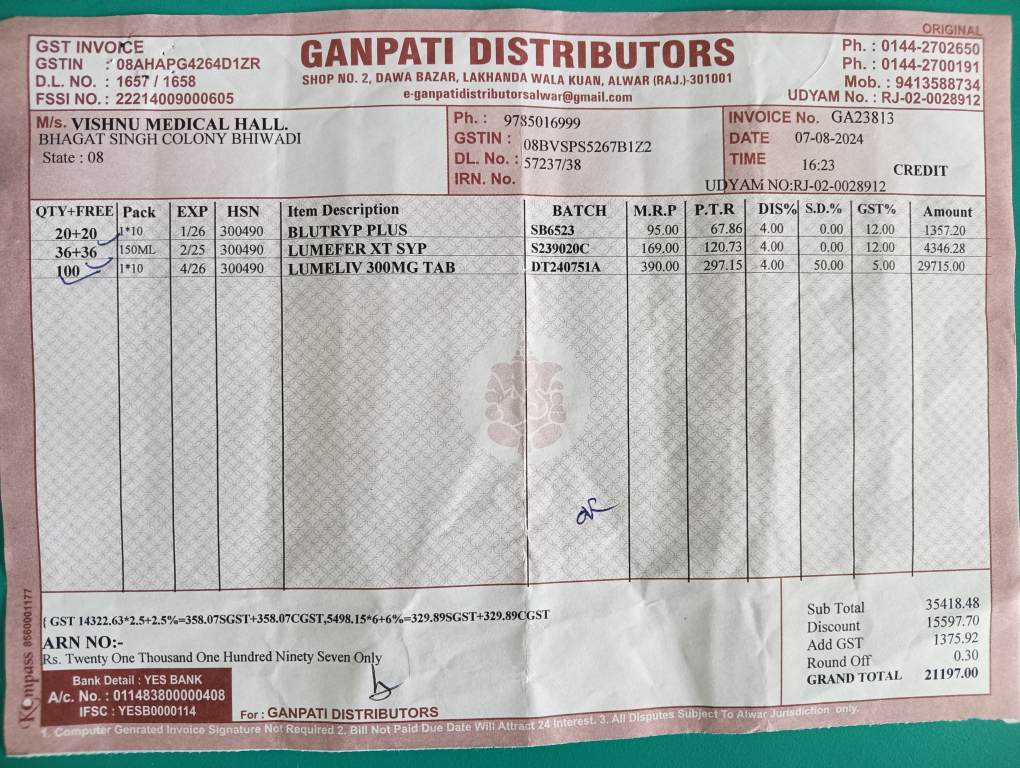 ORIGINAL
GST INVOICE
GSTIN : 08AHAPG4264D1ZR
D.L. NO. : 1657 / 1658
FSSI NO. : 22214009000605
GANPATI DISTRIBUTORS
SHOP NO. 2, DAWA BAZAR, LAKHANDA WALA KUAN, ALWAR (RAJ.)-301001
e-ganpatidistributorsalwar@gmail.com
Ph. : 0144-2702650
Ph. : 0144-2700191
Mob. : 9413588734
UDYAM No. : RJ-02-0028912
M/s. VISHNU MEDICAL HALL.
BHAGAT SINGH COLONY BHIWADI
State : 08
Ph. : 9785016999
GSTIN : 08BVSPS5267B1Z2
DL. No. : 57237/38
IRN. No.
INVOICE No. GA23813
DATE 07-08-2024
TIME 16:23 CREDIT
UDYAM NO:RJ-02-0028912
QTY+FREE Pack EXP HSN Item Description BATCH M.R.P P.T.R DIS% S.D.% GST% Amount
20+20 1*10 1/26 300490 BLUTRYP PLUS SB6523 95.00 67.86 4.00 0.00 12.00 1357.20
36+36 150ML 2/25 300490 LUMEFER XT SYP S239020C 169.00 120.73 4.00 0.00 12.00 4346.28
100 1*10 4/26 300490 LUMELIV 300MG TAB DT240751A 390.00 297.15 4.00 50.00 5.00 29715.00
{ GST 14322.63*2.5+2.5%=358.07SGST+358.07CGST,5498.15*6+6%=329.89SGST+329.89CGST
ARN NO:-
Rs. Twenty One Thousand One Hundred Ninety Seven Only
Bank Detail : YES BANK
A/c. No. : 011483800000408
IFSC : YESB0000114
For : GANPATI DISTRIBUTORS
Sub Total 35418.48
Discount 15597.70
Add GST 1375.92
Round Off 0.30
GRAND TOTAL 21197.00
1. Computer Genrated Invoice Signature Not Required 2. Bill Not Paid Due Date Will Attract 24 Interest. 3. All Disputes Subject To Alwar Jurisdiction only.
Kompass 8560001177